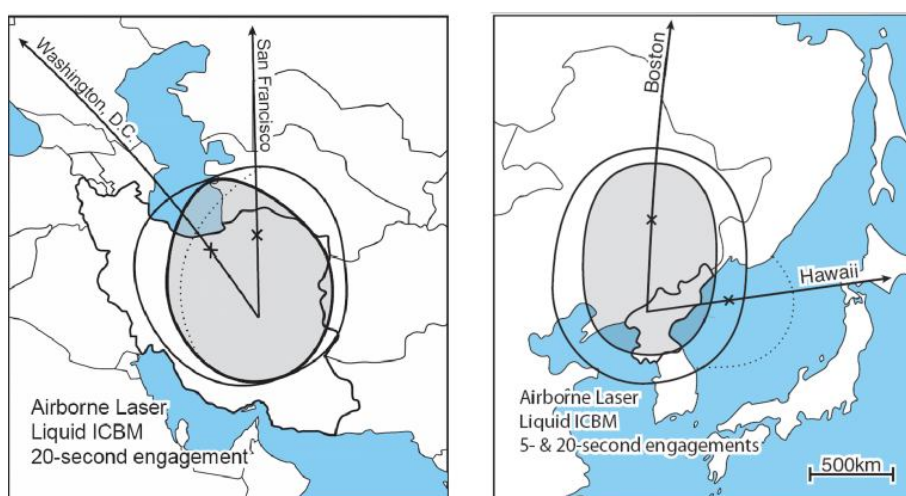 Washington, D.C.
San Francisco
Airborne Laser
Liquid ICBM
20-second engagement
Boston
Hawaii
Airborne Laser
Liquid ICBM
5- & 20-second engagements
500km